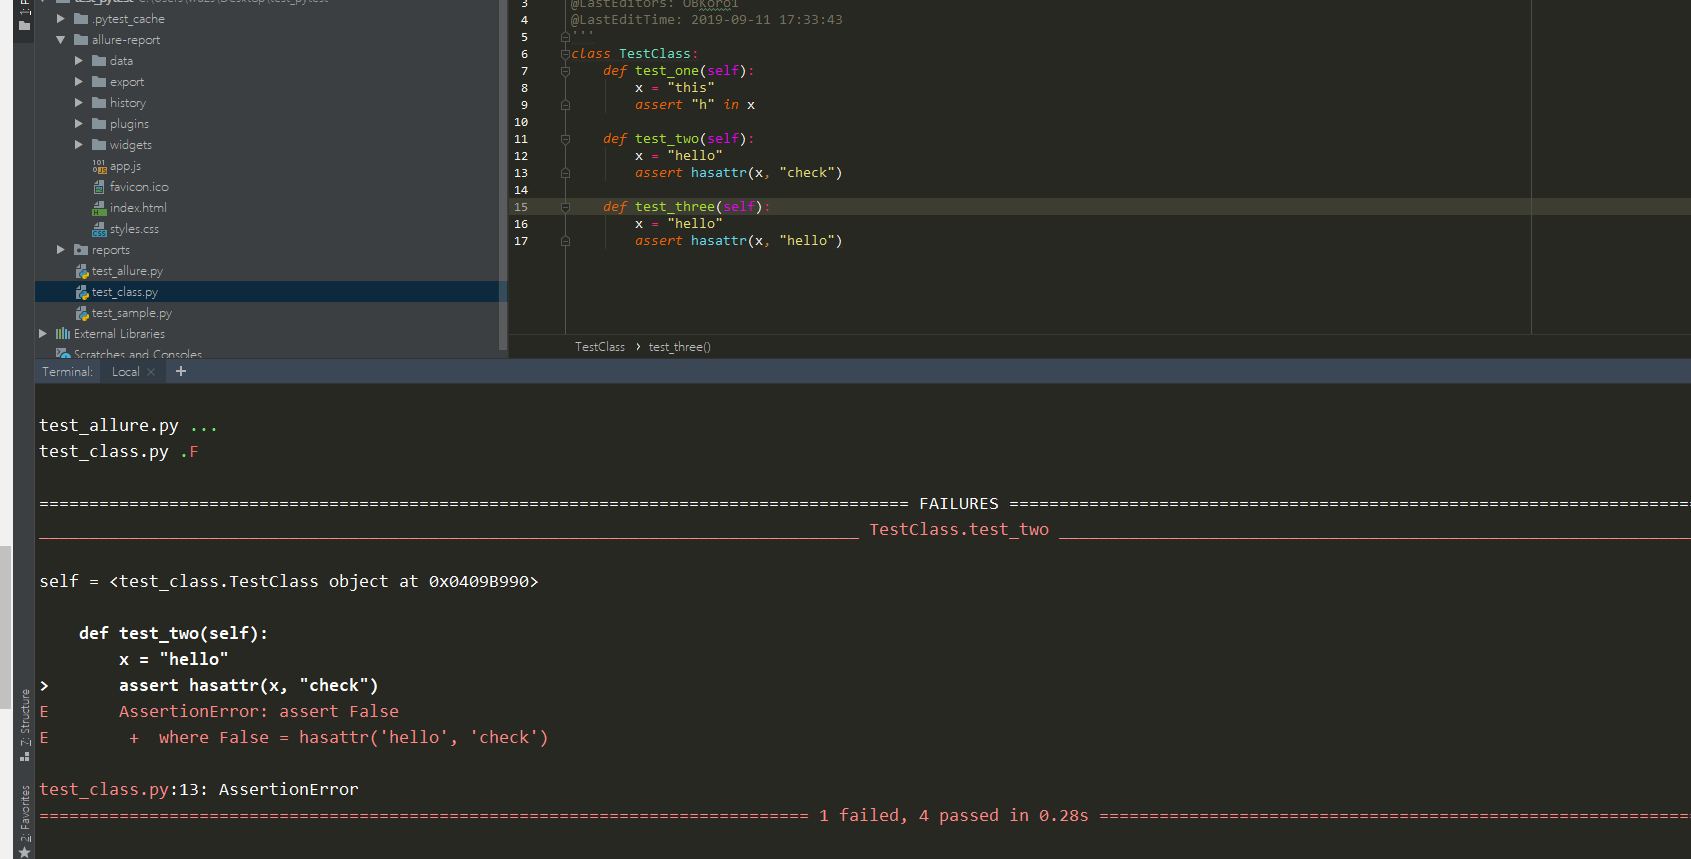 .pytest_cache
allure-report
data
export
history
plugins
widgets
app.js
favicon.ico
index.html
styles.css
reports
test_allure.py
test_class.py
test_sample.py
External Libraries
Scratches and Consoles
3 @LastEditors: OBKoro1
4 @LastEditTime: 2019-09-11 17:33:43
5 '''
6 class TestClass:
7 def test_one(self):
8 x = "this"
9 assert "h" in x
10
11 def test_two(self):
12 x = "hello"
13 assert hasattr(x, "check")
14
15 def test_three(self):
16 x = "hello"
17 assert hasattr(x, "hello")
TestClass › test_three()
Terminal: Local × +
test_allure.py ...
test_class.py .F
FAILURES
TestClass.test_two
self = <test_class.TestClass object at 0x0409B990>
def test_two(self):
x = "hello"
> assert hasattr(x, "check")
E AssertionError: assert False
E + where False = hasattr('hello', 'check')
test_class.py:13: AssertionError
1 failed, 4 passed in 0.28s
Z: Structure
2: Favorites